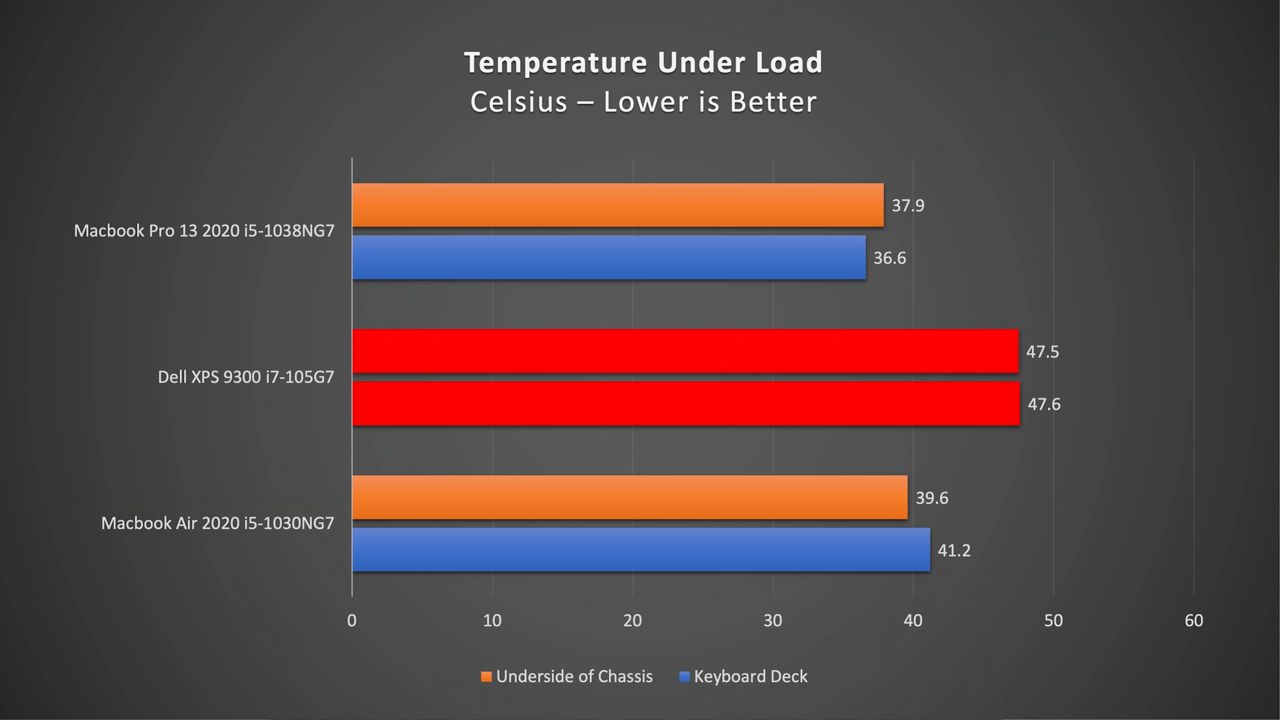 Temperature Under Load
Celsius – Lower is Better
Macbook Pro 13 2020 i5-1038NG7
37.9
36.6
Dell XPS 9300 i7-105G7
47.5
47.6
Macbook Air 2020 i5-1030NG7
39.6
41.2
0 10 20 30 40 50 60
Underside of Chassis Keyboard Deck